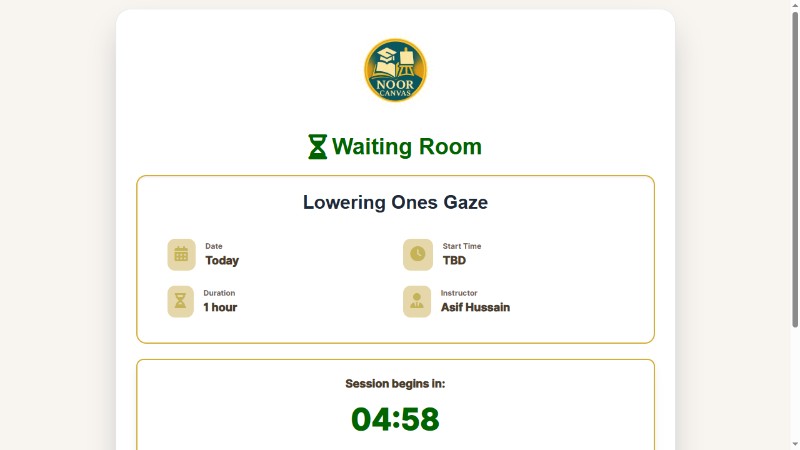 NOOR
CANVAS
Waiting Room
Lowering Ones Gaze
Date
Today
Start Time
TBD
Duration
1 hour
Instructor
Asif Hussain
Session begins in:
04:58